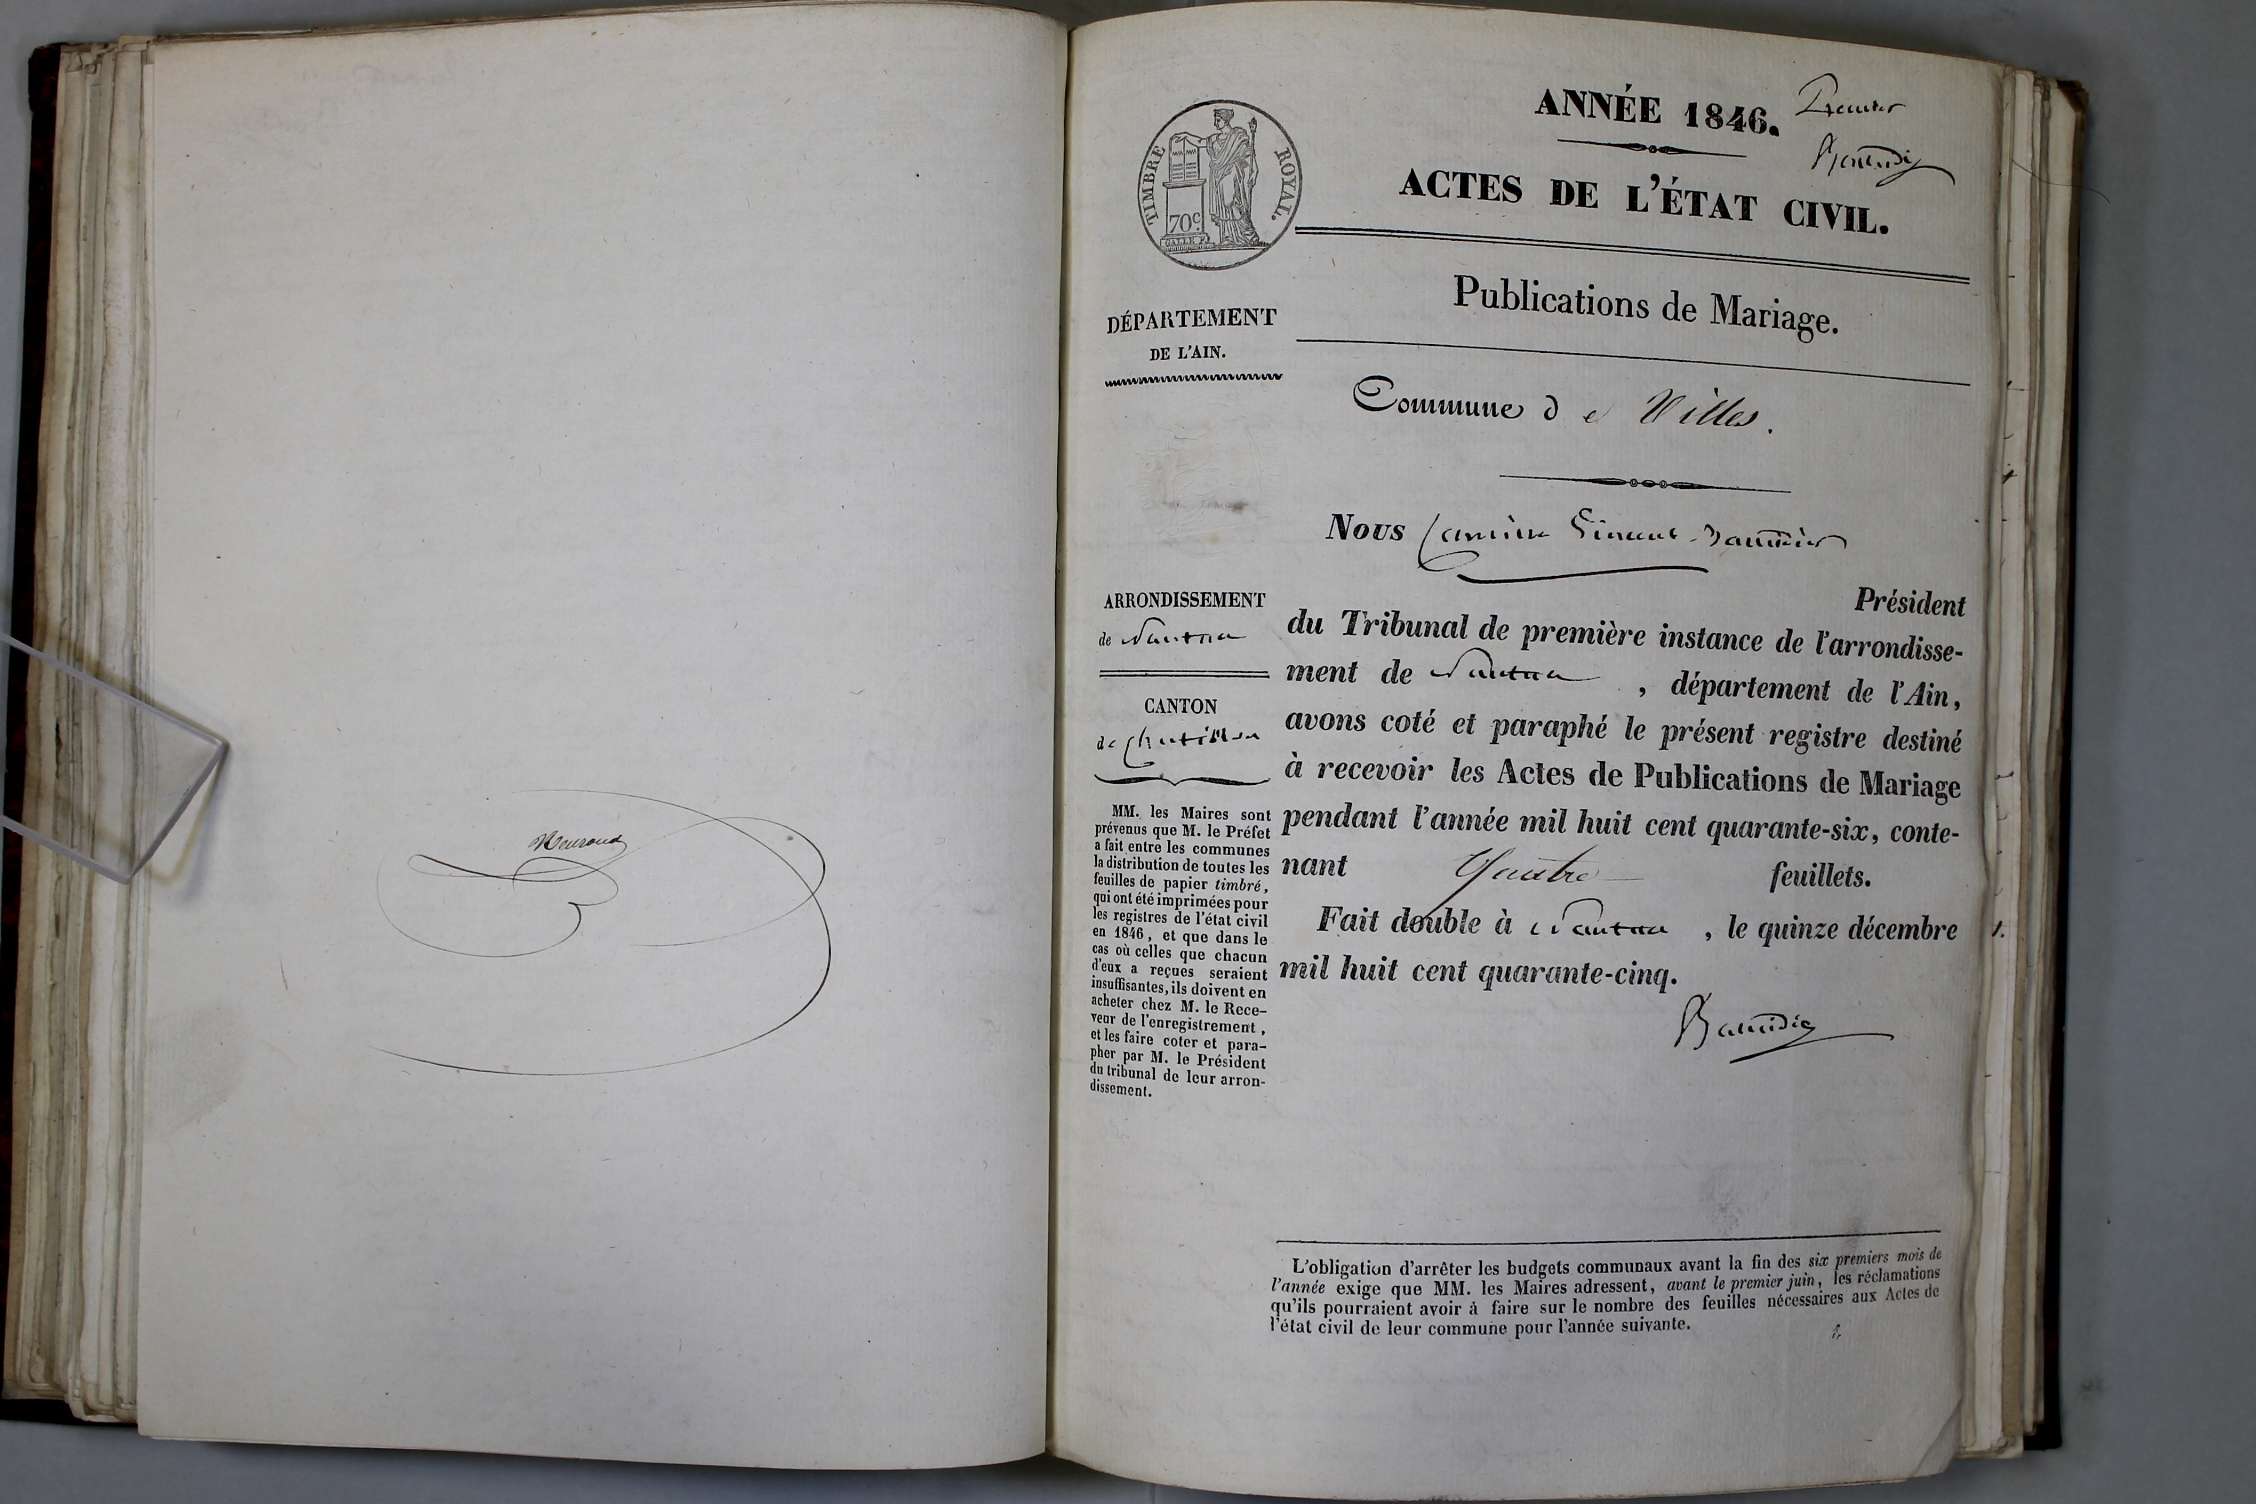 ANNÉE 1846.
Premier
TIMBRE ROYAL.
70c.
ACTES DE L'ÉTAT CIVIL.
Publications de Mariage.
DÉPARTEMENT
DE L'AIN.
Commune de Villes.
Nous
Président
du Tribunal de première instance de l'arrondisse-
ment de Nantua, département de l'Ain,
avons coté et paraphé le présent registre destiné
à recevoir les Actes de Publications de Mariage
pendant l'année mil huit cent quarante-six, conte-
nant Quatre feuillets.
Fait double à Nantua, le quinze décembre
mil huit cent quarante-cinq.
ARRONDISSEMENT
de Nantua
CANTON
de Chatillon
MM. les Maires sont
prévenus que M. le Préfet
a fait entre les communes
la distribution de toutes les
feuilles de papier timbré,
qui ont été imprimées pour
les registres de l'état civil
en 1846, et que dans le
cas où celles que chacun
d'eux a reçues seraient
insuffisantes, ils doivent en
acheter chez M. le Rece-
veur de l'enregistrement,
et les faire coter et para-
pher par M. le Président
du tribunal de leur arron-
dissement.
L'obligation d'arrêter les budgets communaux avant la fin des six premiers mois de
l'année exige que MM. les Maires adressent, avant le premier juin, les réclamations
qu'ils pourraient avoir à faire sur le nombre des feuilles nécessaires aux Actes de
l'état civil de leur commune pour l'année suivante.